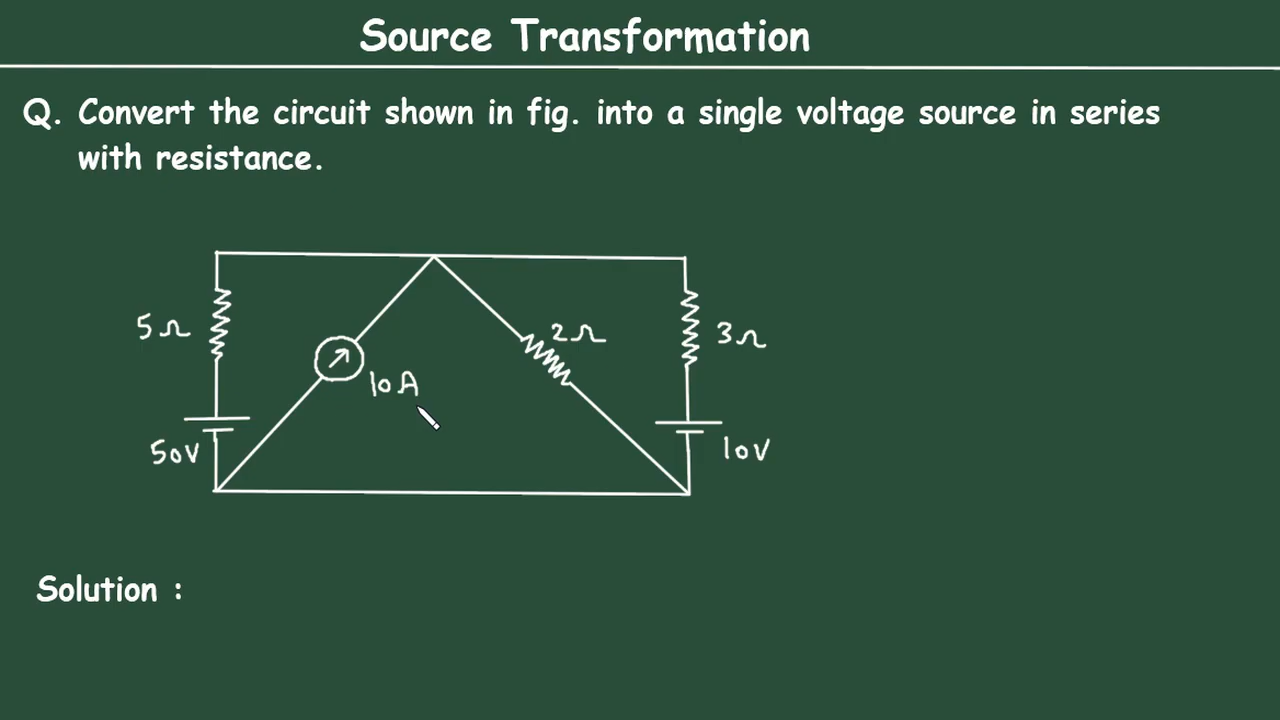 Source Transformation
Q. Convert the circuit shown in fig. into a single voltage source in series
with resistance.
5Ω
2Ω
3Ω
10A
50V
10V
Solution :